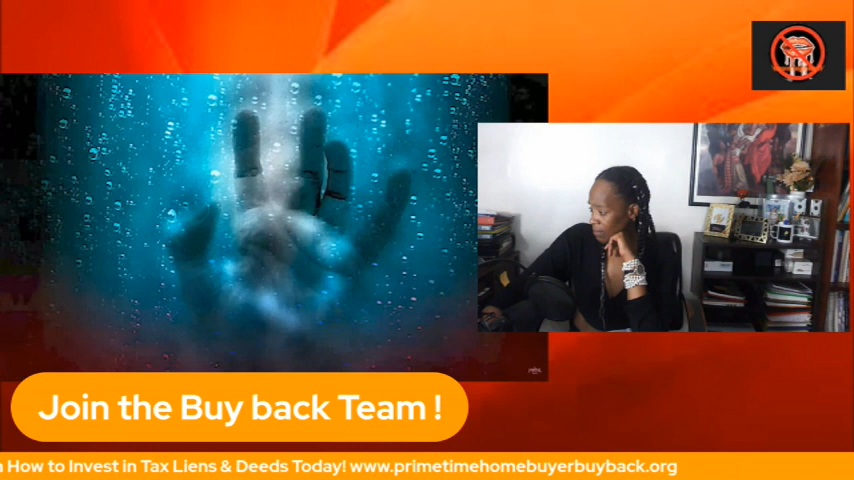 Join the Buy back Team !
How to Invest in Tax Liens & Deeds Today! www.primetimehomebuyerbuyback.org